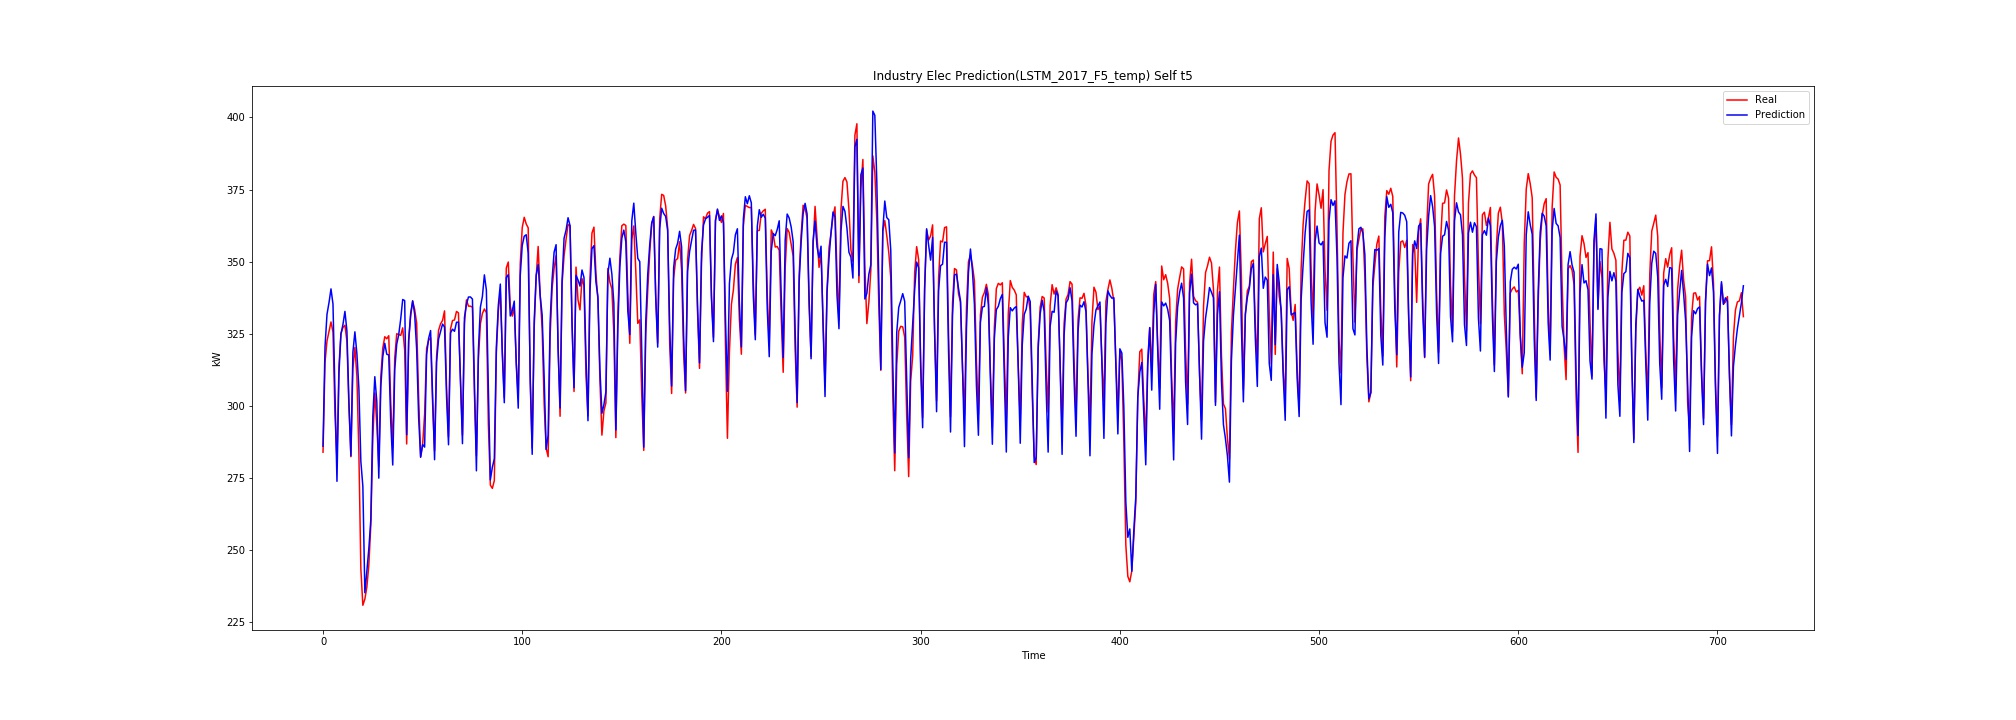 Industry Elec Prediction(LSTM_2017_F5_temp) Self t5
Real
Prediction
400
375
350
325
300
275
250
225
kW
0 100 200 300 400 500 600 700
Time